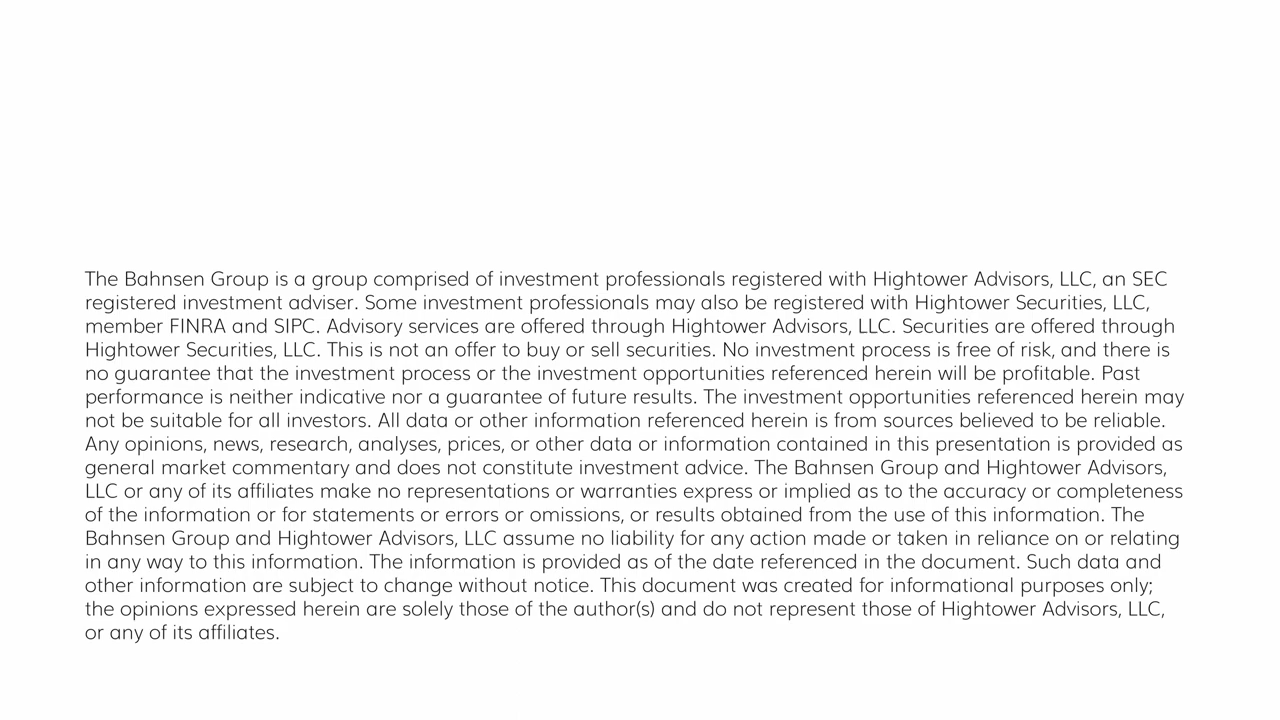 The Bahnsen Group is a group comprised of investment professionals registered with Hightower Advisors, LLC, an SEC
registered investment adviser. Some investment professionals may also be registered with Hightower Securities, LLC,
member FINRA and SIPC. Advisory services are offered through Hightower Advisors, LLC. Securities are offered through
Hightower Securities, LLC. This is not an offer to buy or sell securities. No investment process is free of risk, and there is
no guarantee that the investment process or the investment opportunities referenced herein will be profitable. Past
performance is neither indicative nor a guarantee of future results. The investment opportunities referenced herein may
not be suitable for all investors. All data or other information referenced herein is from sources believed to be reliable.
Any opinions, news, research, analyses, prices, or other data or information contained in this presentation is provided as
general market commentary and does not constitute investment advice. The Bahnsen Group and Hightower Advisors,
LLC or any of its affiliates make no representations or warranties express or implied as to the accuracy or completeness
of the information or for statements or errors or omissions, or results obtained from the use of this information. The
Bahnsen Group and Hightower Advisors, LLC assume no liability for any action made or taken in reliance on or relating
in any way to this information. The information is provided as of the date referenced in the document. Such data and
other information are subject to change without notice. This document was created for informational purposes only;
the opinions expressed herein are solely those of the author(s) and do not represent those of Hightower Advisors, LLC,
or any of its affiliates.